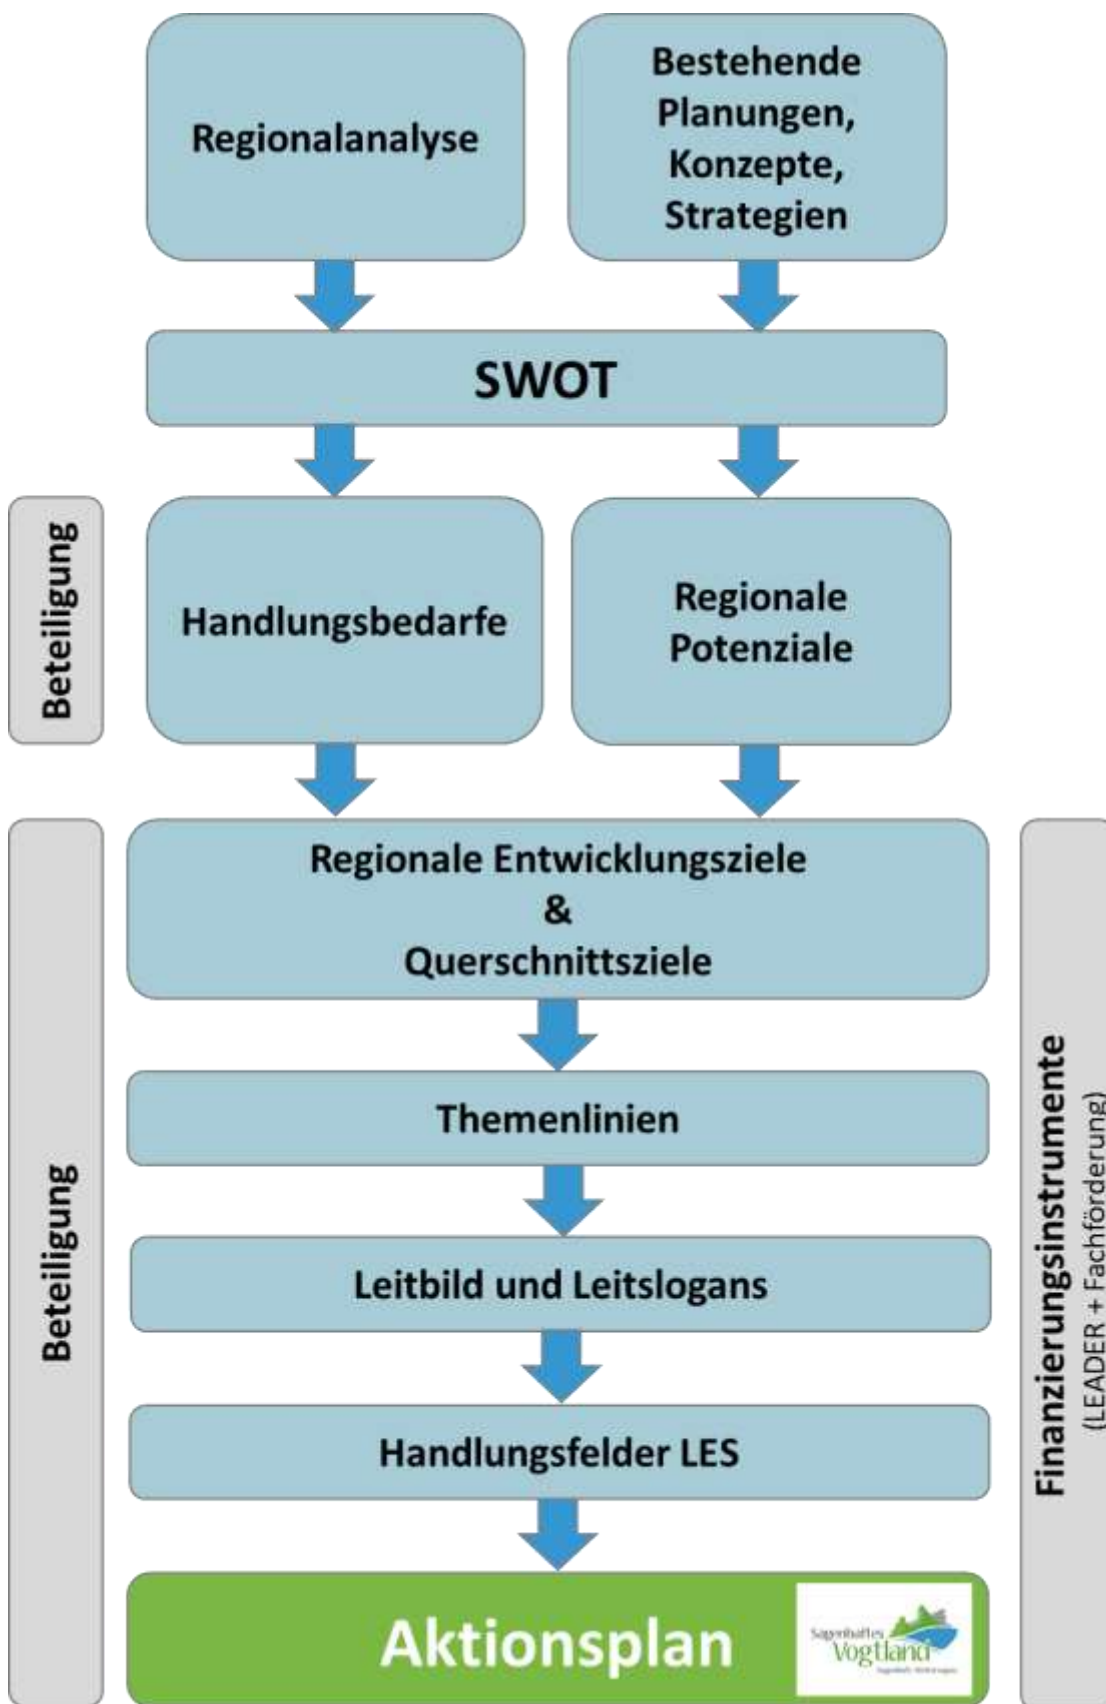 Regionalanalyse
Bestehende
Planungen,
Konzepte,
Strategien
SWOT
Beteiligung
Handlungsbedarfe
Regionale
Potenziale
Beteiligung
Regionale Entwicklungsziele
&
Querschnittsziele
Themenlinien
Leitbild und Leitslogans
Handlungsfelder LES
Finanzierungsinstrumente
(LEADER + Fachförderung)
Aktionsplan
Sagenhaftes
Vogtland